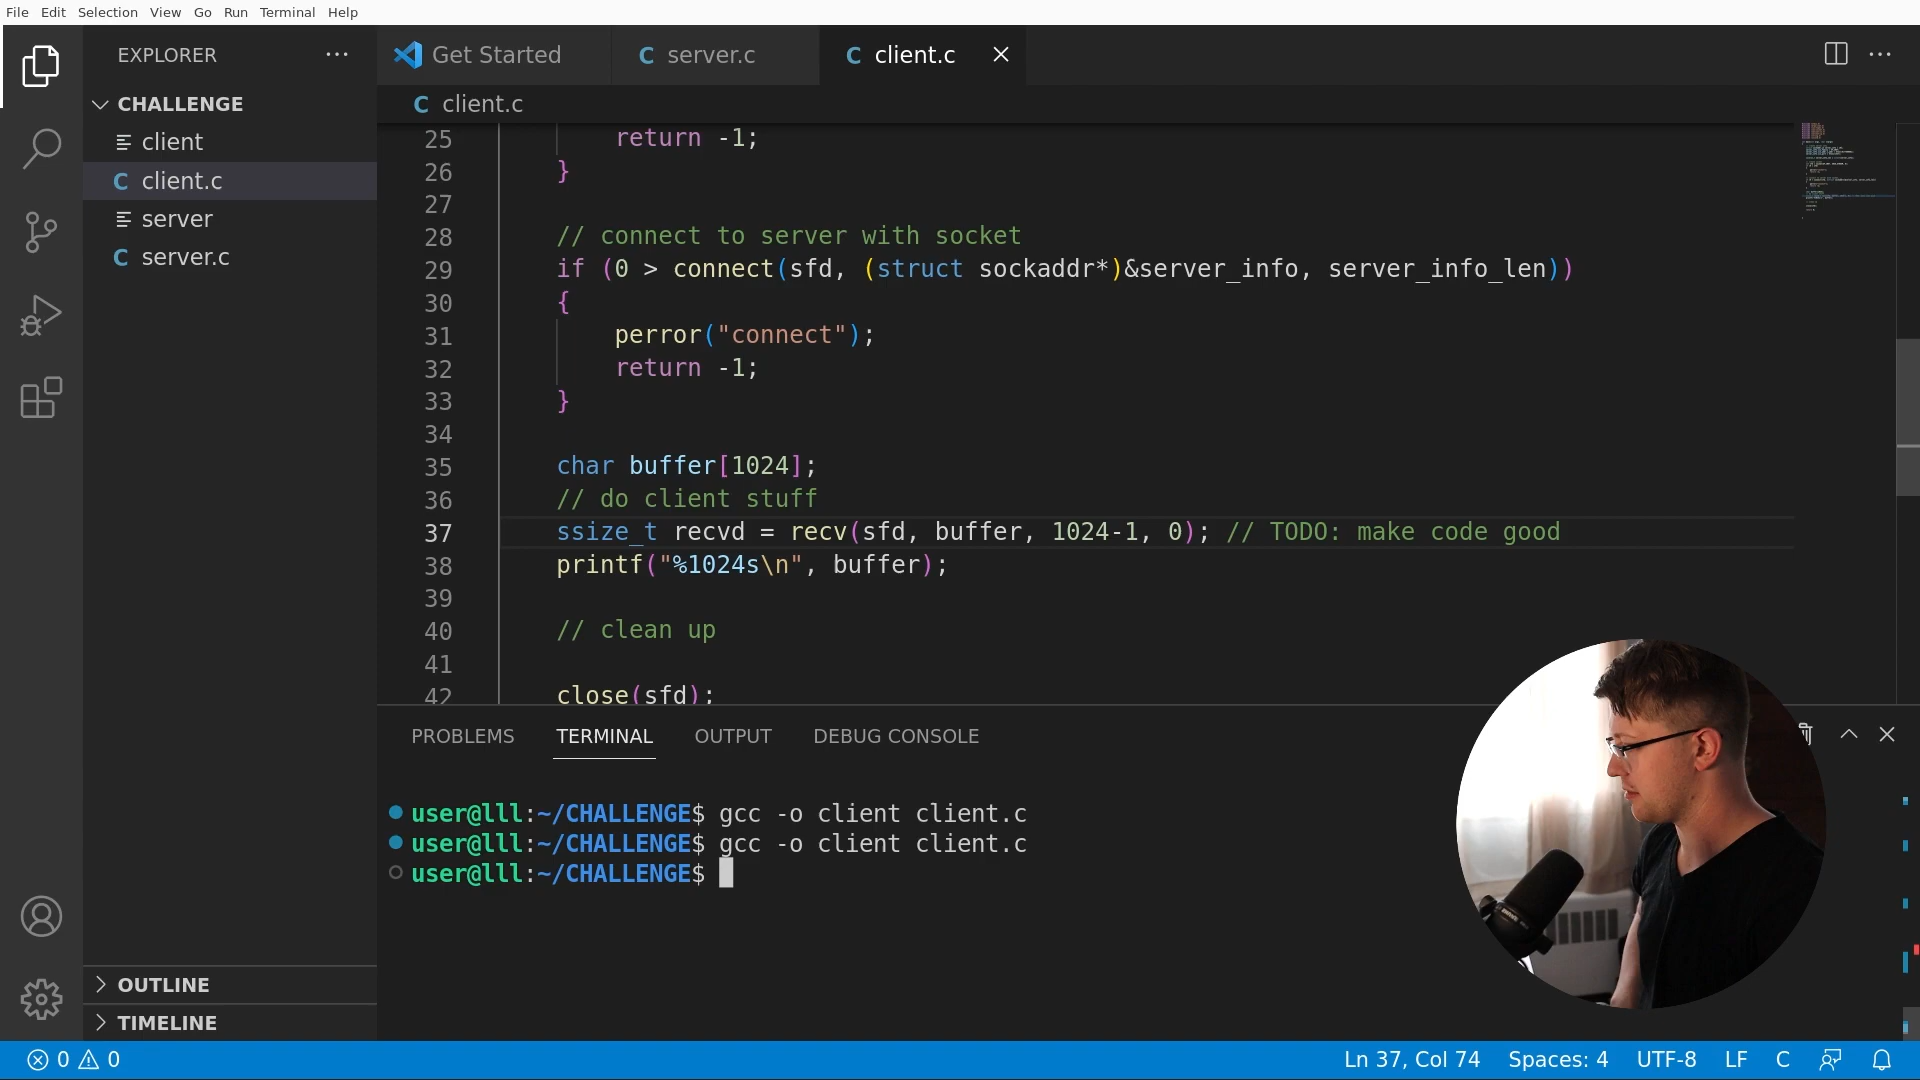 File Edit Selection View Go Run Terminal Help
EXPLORER
Get Started
C server.c
C client.c
CHALLENGE
client
C client.c
server
C server.c
OUTLINE
TIMELINE
C client.c
25 return -1;
26 }
27
28 // connect to server with socket
29 if (0 > connect(sfd, (struct sockaddr*)&server_info, server_info_len))
30 {
31 perror("connect");
32 return -1;
33 }
34
35 char buffer[1024];
36 // do client stuff
37 ssize_t recvd = recv(sfd, buffer, 1024-1, 0); // TODO: make code good
38 printf("%1024s\n", buffer);
39
40 // clean up
41
42 close(sfd);
PROBLEMS TERMINAL OUTPUT DEBUG CONSOLE
user@lll:~/CHALLENGE$ gcc -o client client.c
user@lll:~/CHALLENGE$ gcc -o client client.c
user@lll:~/CHALLENGE$
0 0 Ln 37, Col 74 Spaces: 4 UTF-8 LF C